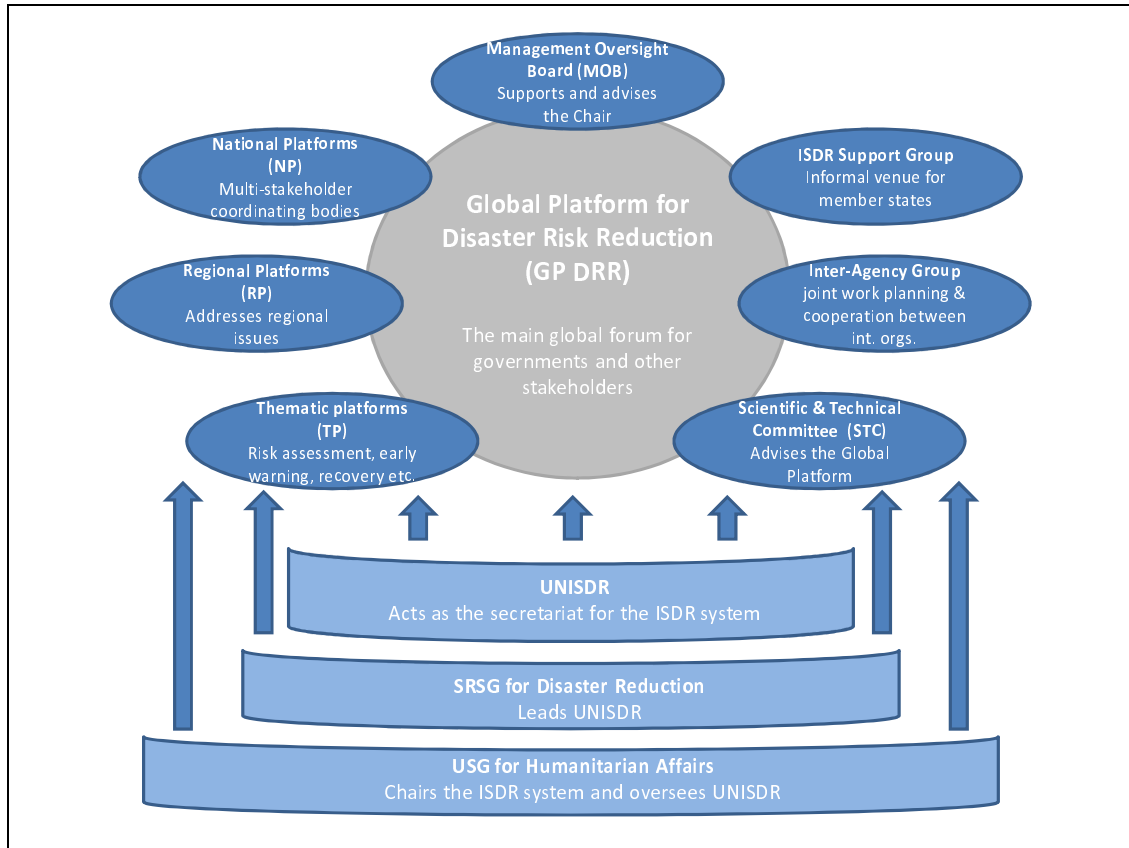 Management Oversight
Board (MOB)
Supports and advises
the Chair
National Platforms
(NP)
Multi-stakeholder
coordinating bodies
ISDR Support Group
Informal venue for
member states
Global Platform for
Disaster Risk Reduction
(GP DRR)
The main global forum for
governments and other
stakeholders
Regional Platforms
(RP)
Addresses regional
issues
Inter-Agency Group
joint work planning &
cooperation between
int. orgs.
Thematic platforms
(TP)
Risk assessment, early
warning, recovery etc.
Scientific & Technical
Committee (STC)
Advises the Global
Platform
UNISDR
Acts as the secretariat for the ISDR system
SRSG for Disaster Reduction
Leads UNISDR
USG for Humanitarian Affairs
Chairs the ISDR system and oversees UNISDR